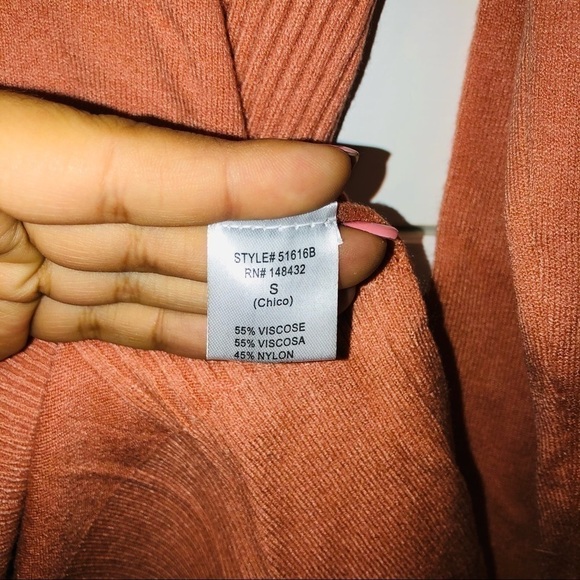 STYLE# 51616B
RN# 148432
S
(Chico)
55% VISCOSE
55% VISCOSA
45% NYLON